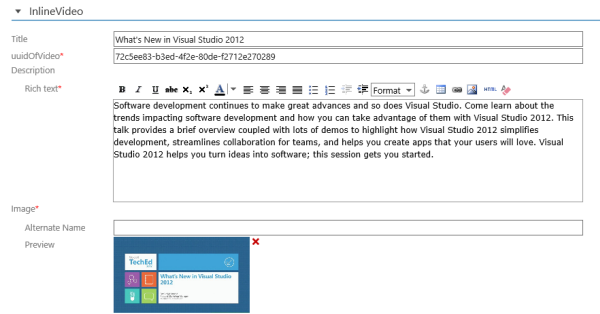 InlineVideo
Title
What's New in Visual Studio 2012
uuidOfVideo*
72c5ee83-b3ed-4f2e-80de-f2712e270289
Description
Rich text*
B I U abc X, X¹ A Format HTML
Software development continues to make great advances and so does Visual Studio. Come learn about the
trends impacting software development and how you can take advantage of them with Visual Studio 2012. This
talk provides a brief overview coupled with lots of demos to highlight how Visual Studio 2012 simplifies
development, streamlines collaboration for teams, and helps you create apps that your users will love. Visual
Studio 2012 helps you turn ideas into software; this session gets you started.
Image*
Alternate Name
Preview
TechEd
What's New in Visual Studio
2012